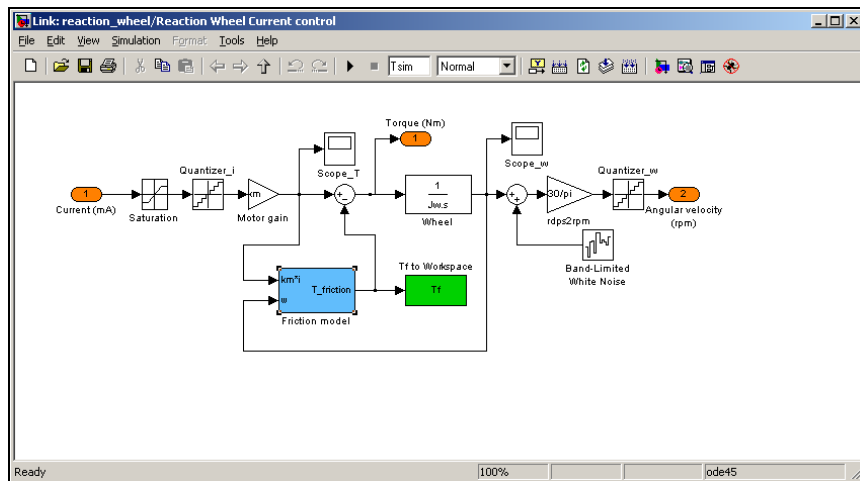 Link: reaction_wheel/Reaction Wheel Current control
File Edit View Simulation Format Tools Help
Tsim Normal
Torque (Nm)
1
Scope_T
Scope_w
Quantizer_i
Quantizer_w
1
Current (mA)
Saturation
km
Motor gain
1
Jw.s
Wheel
30/pi
rdps2rpm
2
Angular velocity
(rpm)
Band-Limited
White Noise
km*i
w
T_friction
Friction model
Tf to Workspace
Tf
Ready 100% ode45